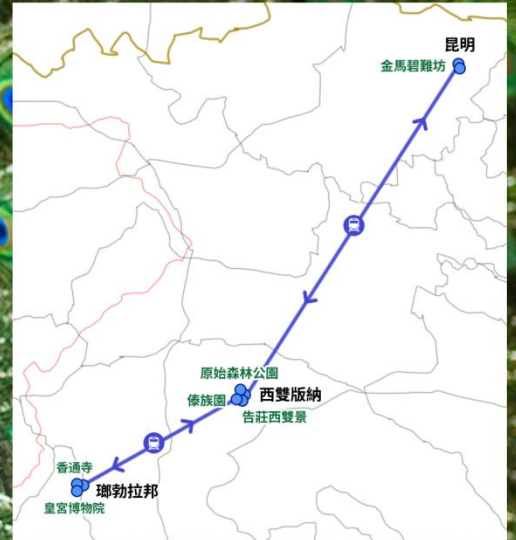 昆明
金馬碧雞坊
原始森林公園
西雙版納
傣族園
告莊西雙景
香通寺
瑯勃拉邦
皇宮博物院